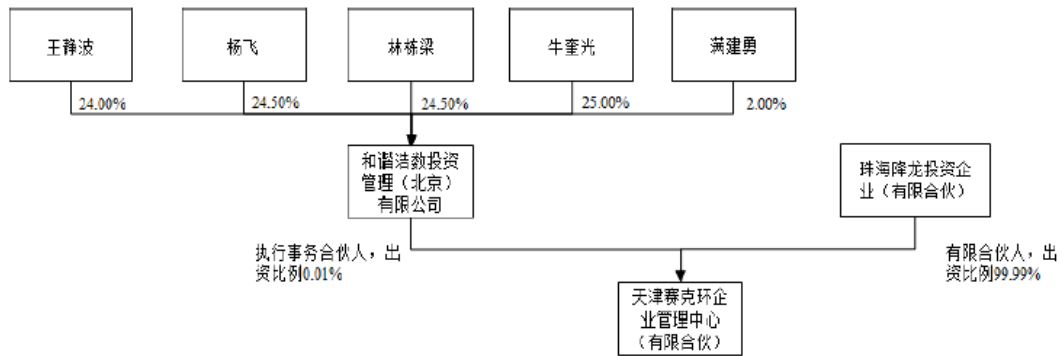 王静波
杨飞
林栋梁
牛奎光
满建勇
24.00%
24.50%
24.50%
25.00%
2.00%
和谐洁数投资
管理（北京）
有限公司
珠海降龙投资企
业（有限合伙）
执行事务合伙人，出
资比例0.01%
有限合伙人，出
资比例99.99%
天津赛克环企
业管理中心
（有限合伙）